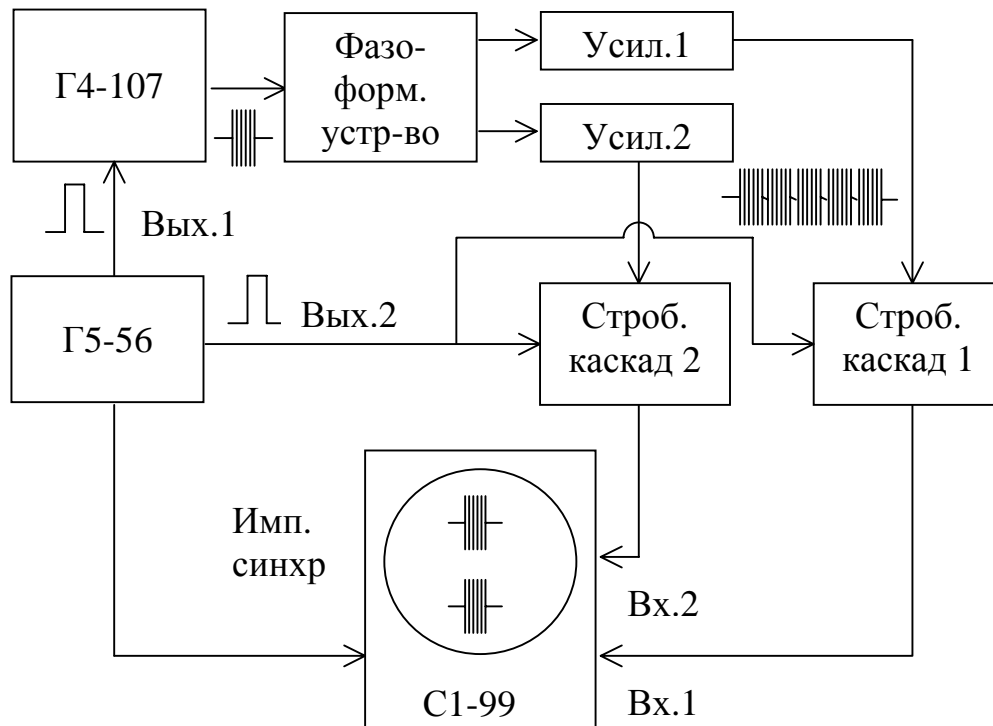 Г4-107
Фазо-
форм.
устр-во
Усил.1
Усил.2
Вых.1
Г5-56
Вых.2
Строб.
каскад 2
Строб.
каскад 1
Имп.
синхр
Вх.2
С1-99
Вх.1